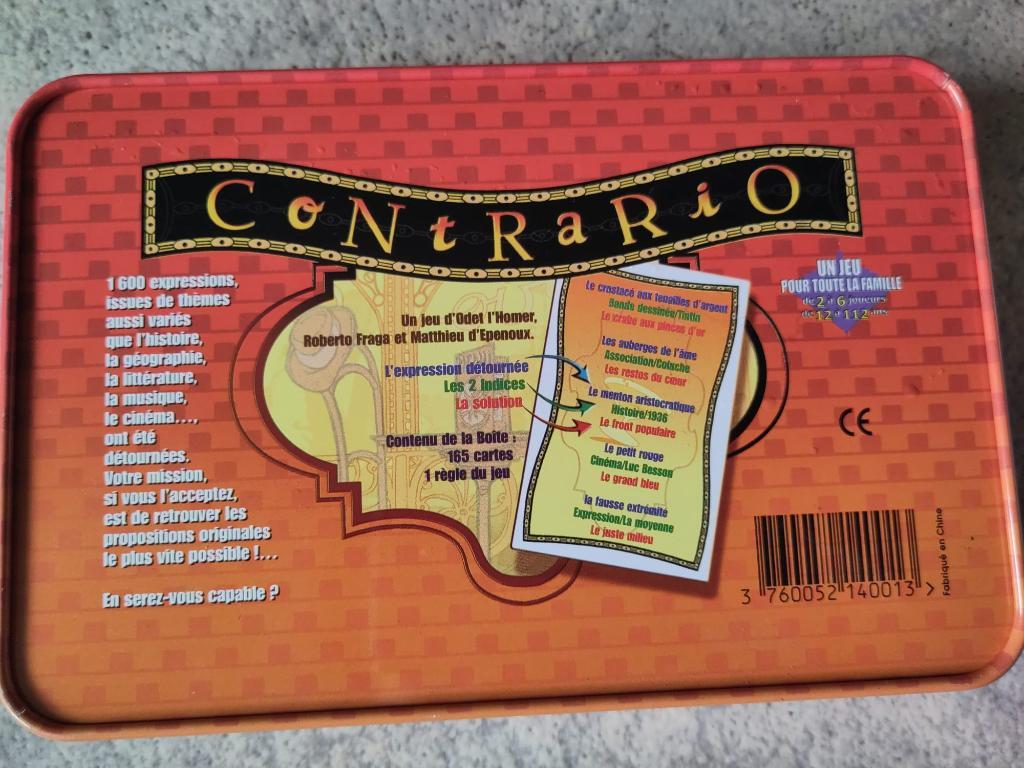 CoNtRaRiO
1 600 expressions,
issues de thèmes
aussi variés
que l'histoire,
la géographie,
la littérature,
la musique,
le cinéma...,
ont été
détournées.
Votre mission,
si vous l'acceptez,
est de retrouver les
propositions originales
le plus vite possible !...
En serez-vous capable ?
Un jeu d'Odet l'Homer,
Roberto Fraga et Matthieu d'Epenoux.
L'expression détournée
Les 2 indices
La solution
Contenu de la Boîte :
165 cartes
1 règle du jeu
Le crostacé aux tenailles d'argent
Bande dessinée/Tintin
Le crabe aux pinces d'or
Les auberges de l'âme
Association/Coluche
Les restos du cœur
Le menton aristocratique
Histoire/1936
Le front populaire
Le petit rouge
Cinéma/Luc Besson
Le grand bleu
la fausse extrémité
Expression/La moyenne
Le juste milieu
UN JEU
POUR TOUTE LA FAMILLE
de 2 à 6 joueurs
de 12 à 112 ans
CE
3 760052 140013 >
Fabriqué en Chine